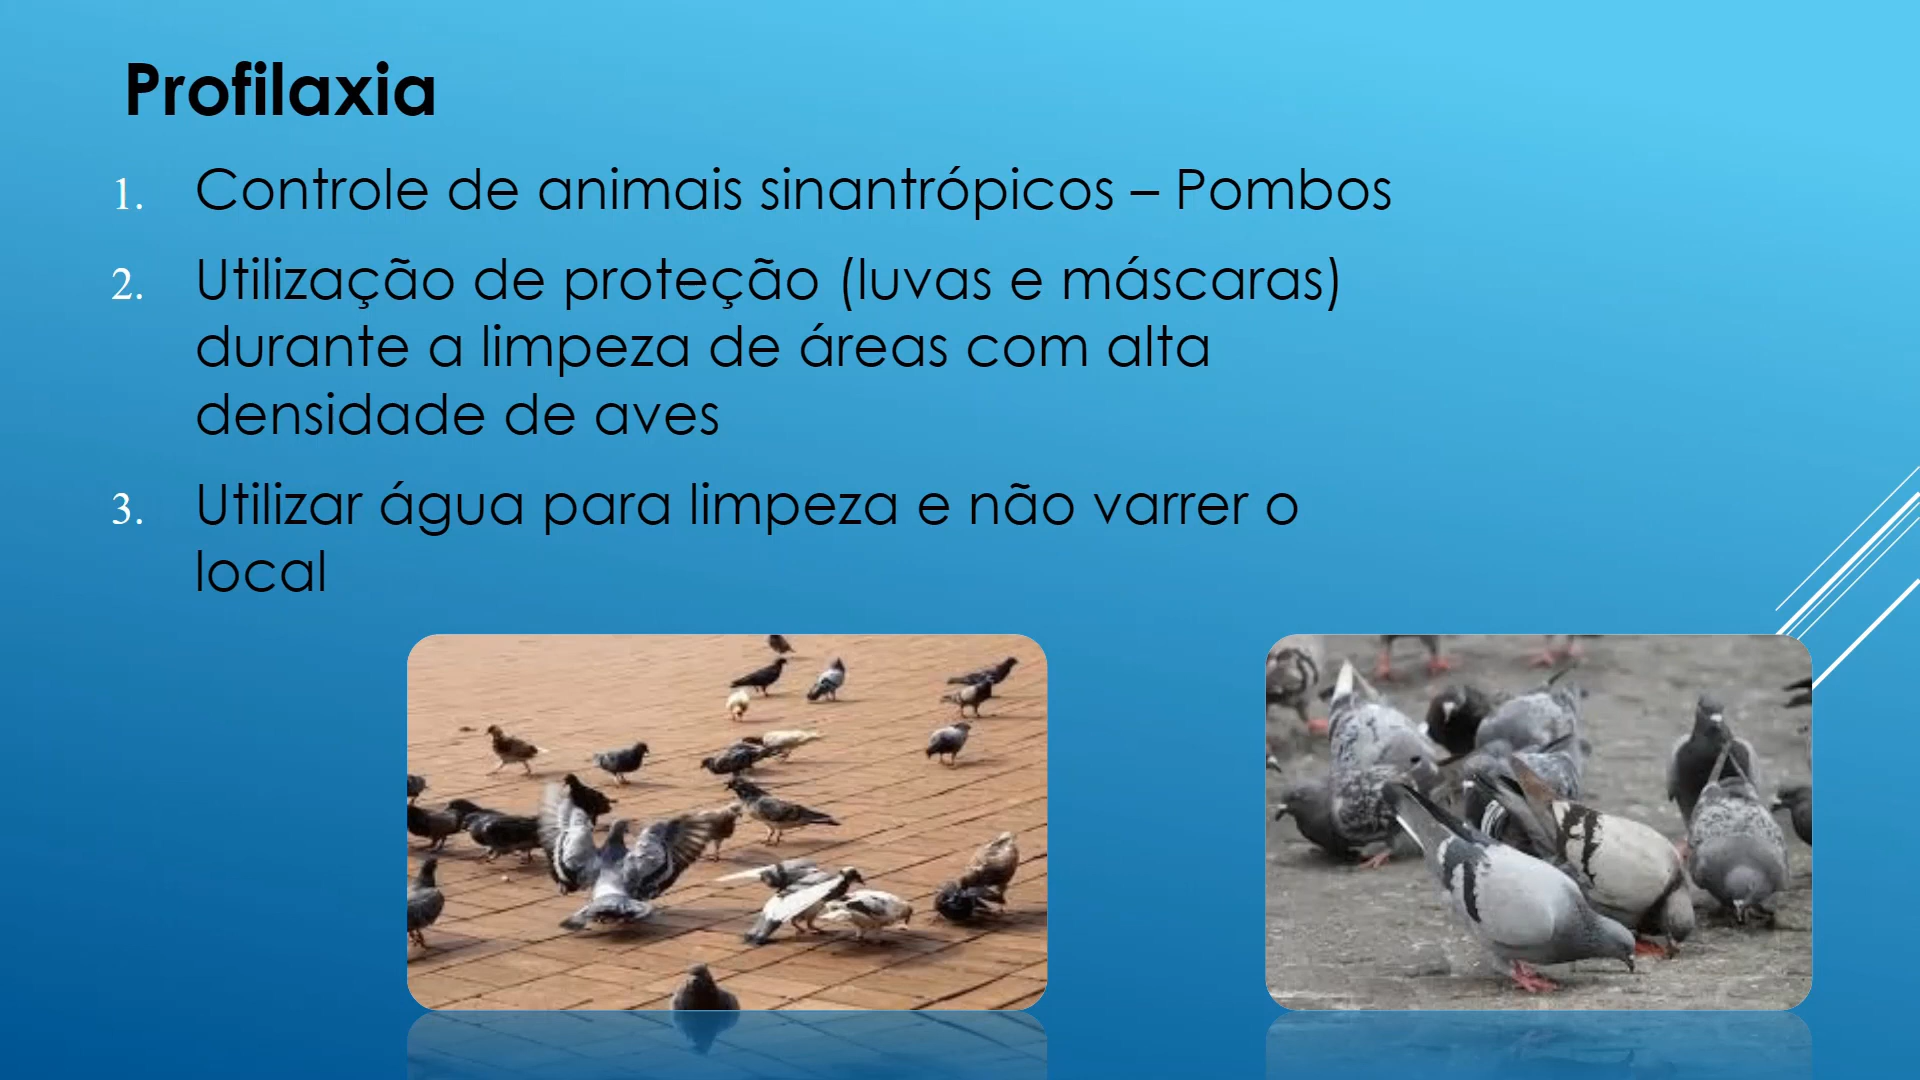 Profilaxia
1. Controle de animais sinantrópicos – Pombos
2. Utilização de proteção (luvas e máscaras)
durante a limpeza de áreas com alta
densidade de aves
3. Utilizar água para limpeza e não varrer o
local